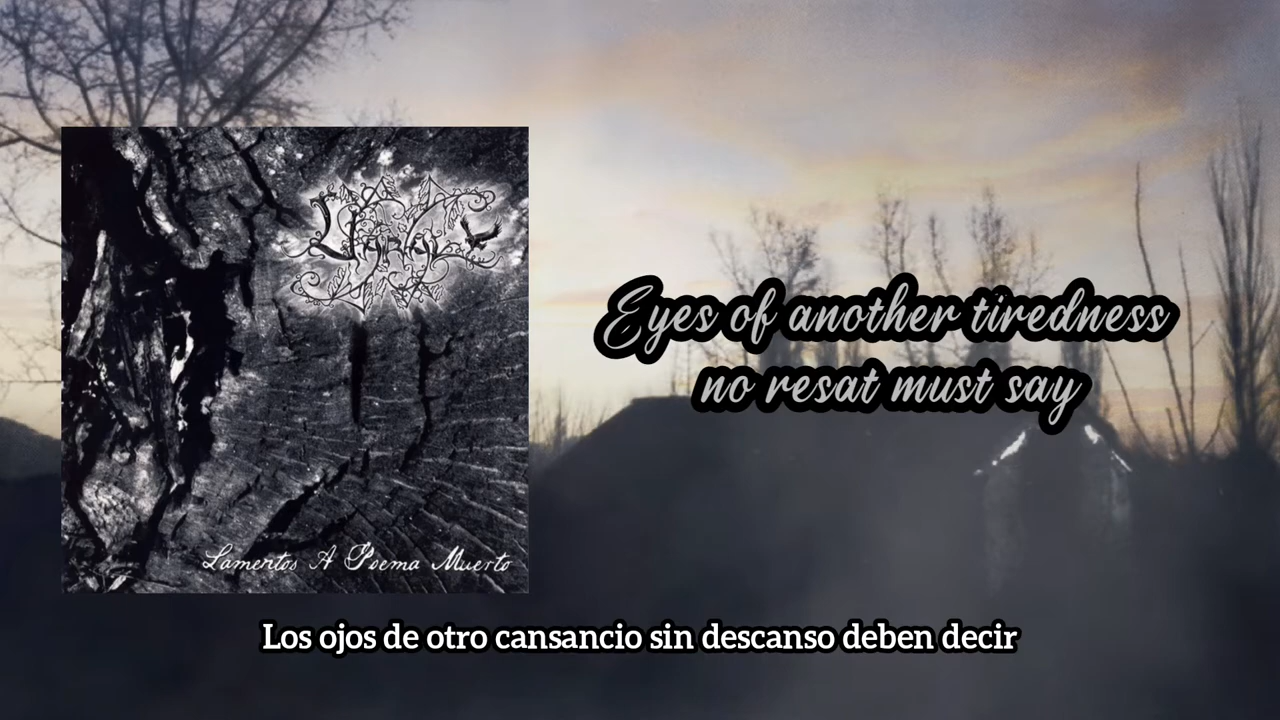 Uaral
Lamentos A Poema Muerto
Eyes of another tiredness
no resat must say
Los ojos de otro cansancio sin descanso deben decir